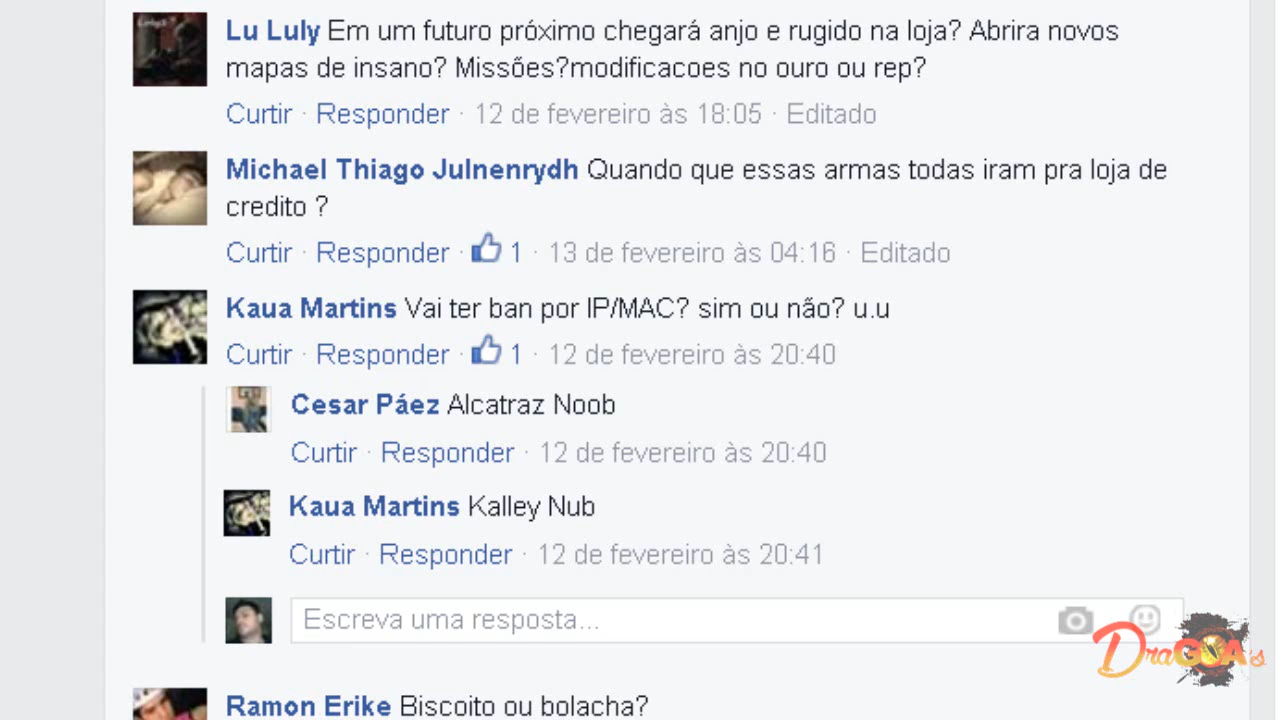 Lu Luly Em um futuro próximo chegará anjo e rugido na loja? Abrira novos
mapas de insano? Missões?modificacoes no ouro ou rep?
Curtir · Responder · 12 de fevereiro às 18:05 · Editado
Michael Thiago Julnenrydh Quando que essas armas todas iram pra loja de
credito ?
Curtir · Responder · 1 · 13 de fevereiro às 04:16 · Editado
Kaua Martins Vai ter ban por IP/MAC? sim ou não? u.u
Curtir · Responder · 1 · 12 de fevereiro às 20:40
Cesar Páez Alcatraz Noob
Curtir · Responder · 12 de fevereiro às 20:40
Kaua Martins Kalley Nub
Curtir · Responder · 12 de fevereiro às 20:41
Escreva uma resposta...
DraGOA's
Ramon Erike Biscoito ou bolacha?